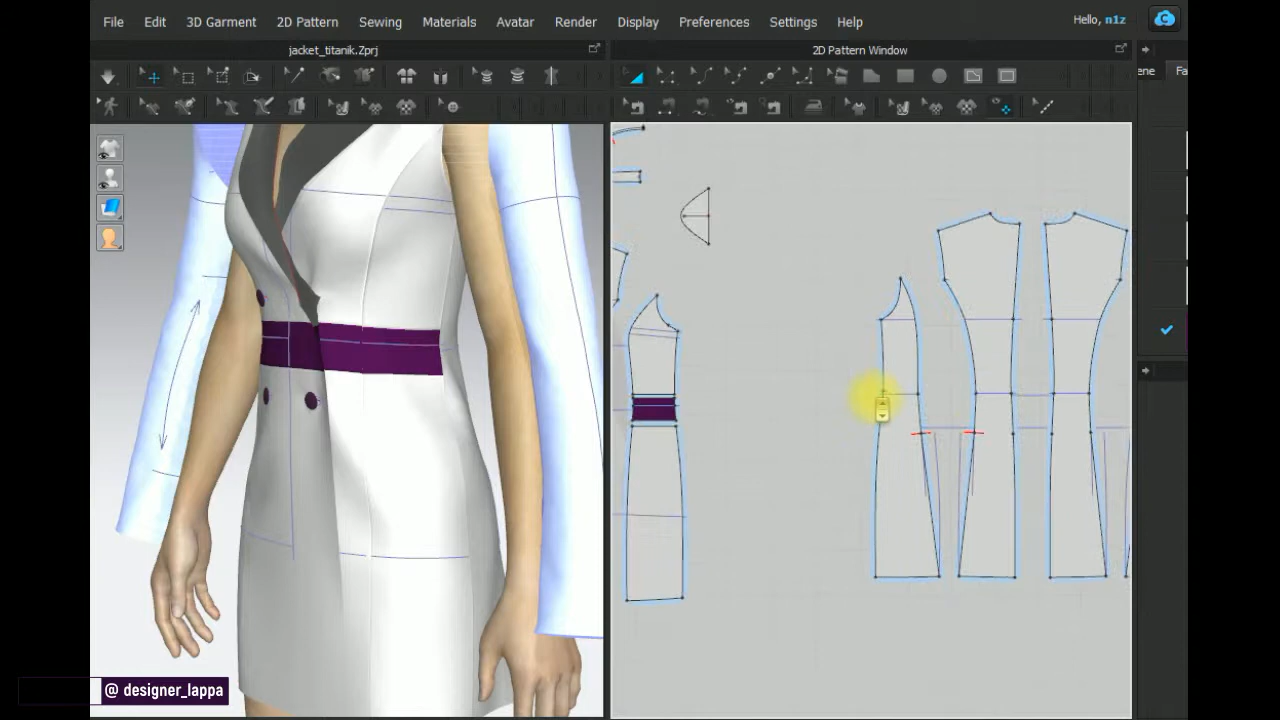 File Edit 3D Garment 2D Pattern Sewing Materials Avatar Render Display Preferences Settings Help Hello, n1z
jacket_titanik.Zprj 2D Pattern Window
ene Fa
@ designer_lappa